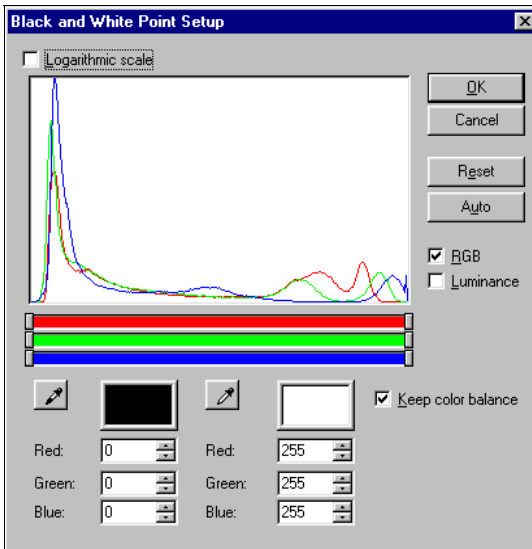 Black and White Point Setup
Logarithmic scale
OK
Cancel
Reset
Auto
RGB
Luminance
Keep color balance
Red: 0 Red: 255
Green: 0 Green: 255
Blue: 0 Blue: 255